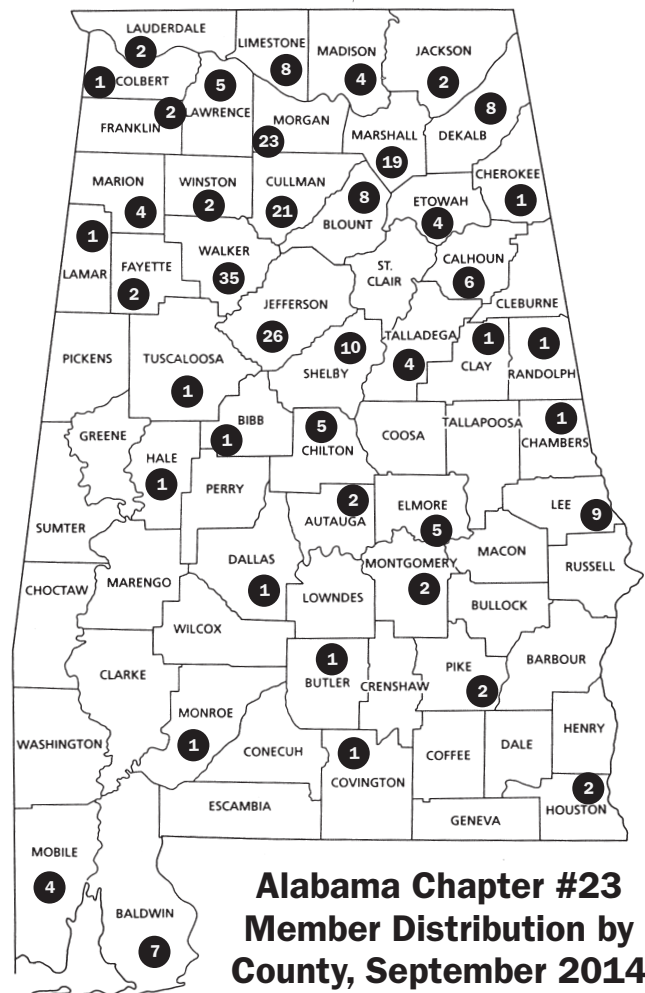 LAUDERDALE
2
LIMESTONE
8
MADISON
4
JACKSON
2
1
COLBERT
5
LAWRENCE
2
FRANKLIN
MORGAN
23
MARSHALL
19
8
DEKALB
CHEROKEE
1
MARION
4
WINSTON
2
CULLMAN
21
8
BLOUNT
ETOWAH
4
1
LAMAR
FAYETTE
2
WALKER
35
JEFFERSON
26
ST.
CLAIR
CALHOUN
6
CLEBURNE
PICKENS
TUSCALOOSA
1
10
SHELBY
TALLADEGA
4
1
CLAY
1
RANDOLPH
GREENE
HALE
1
BIBB
1
5
CHILTON
COOSA
TALLAPOOSA
1
CHAMBERS
SUMTER
PERRY
2
AUTAUGA
ELMORE
5
LEE
9
CHOCTAW
MARENGO
DALLAS
1
LOWNDES
MONTGOMERY
2
MACON
RUSSELL
BULLOCK
WILCOX
CLARKE
1
BUTLER
CRENSHAW
PIKE
2
BARBOUR
WASHINGTON
MONROE
1
CONECUH
1
COVINGTON
COFFEE
DALE
HENRY
2
HOUSTON
ESCAMBIA
GENEVA
MOBILE
4
BALDWIN
7
Alabama Chapter #23
Member Distribution by
County, September 2014